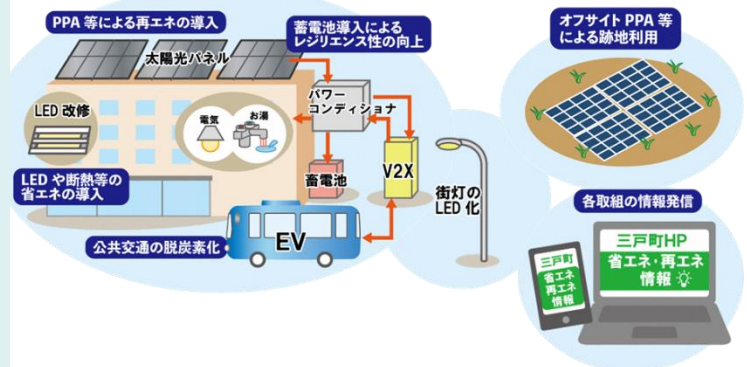 PPA 等による再エネの導入
蓄電池導入による
レジリエンス性の向上
オフサイト PPA 等
による跡地利用
太陽光パネル
パワー
コンディショナ
LED 改修
電気
お湯
LED や断熱等の
省エネの導入
蓄電池
V2X
街灯の
LED 化
各取組の情報発信
公共交通の脱炭素化
EV
三戸町
省エネ
再エネ
情報
三戸町HP
省エネ・再エネ
情報